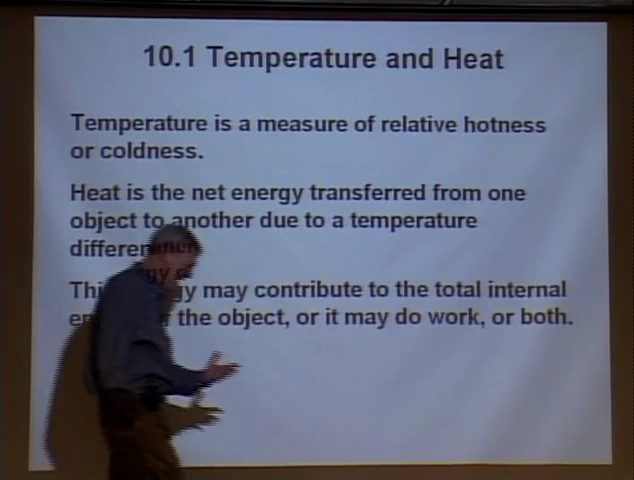 10.1 Temperature and Heat
Temperature is a measure of relative hotness
or coldness.
Heat is the net energy transferred from one
object to another due to a temperature
may contribute to the total internal
the object, or it may do work, or both.